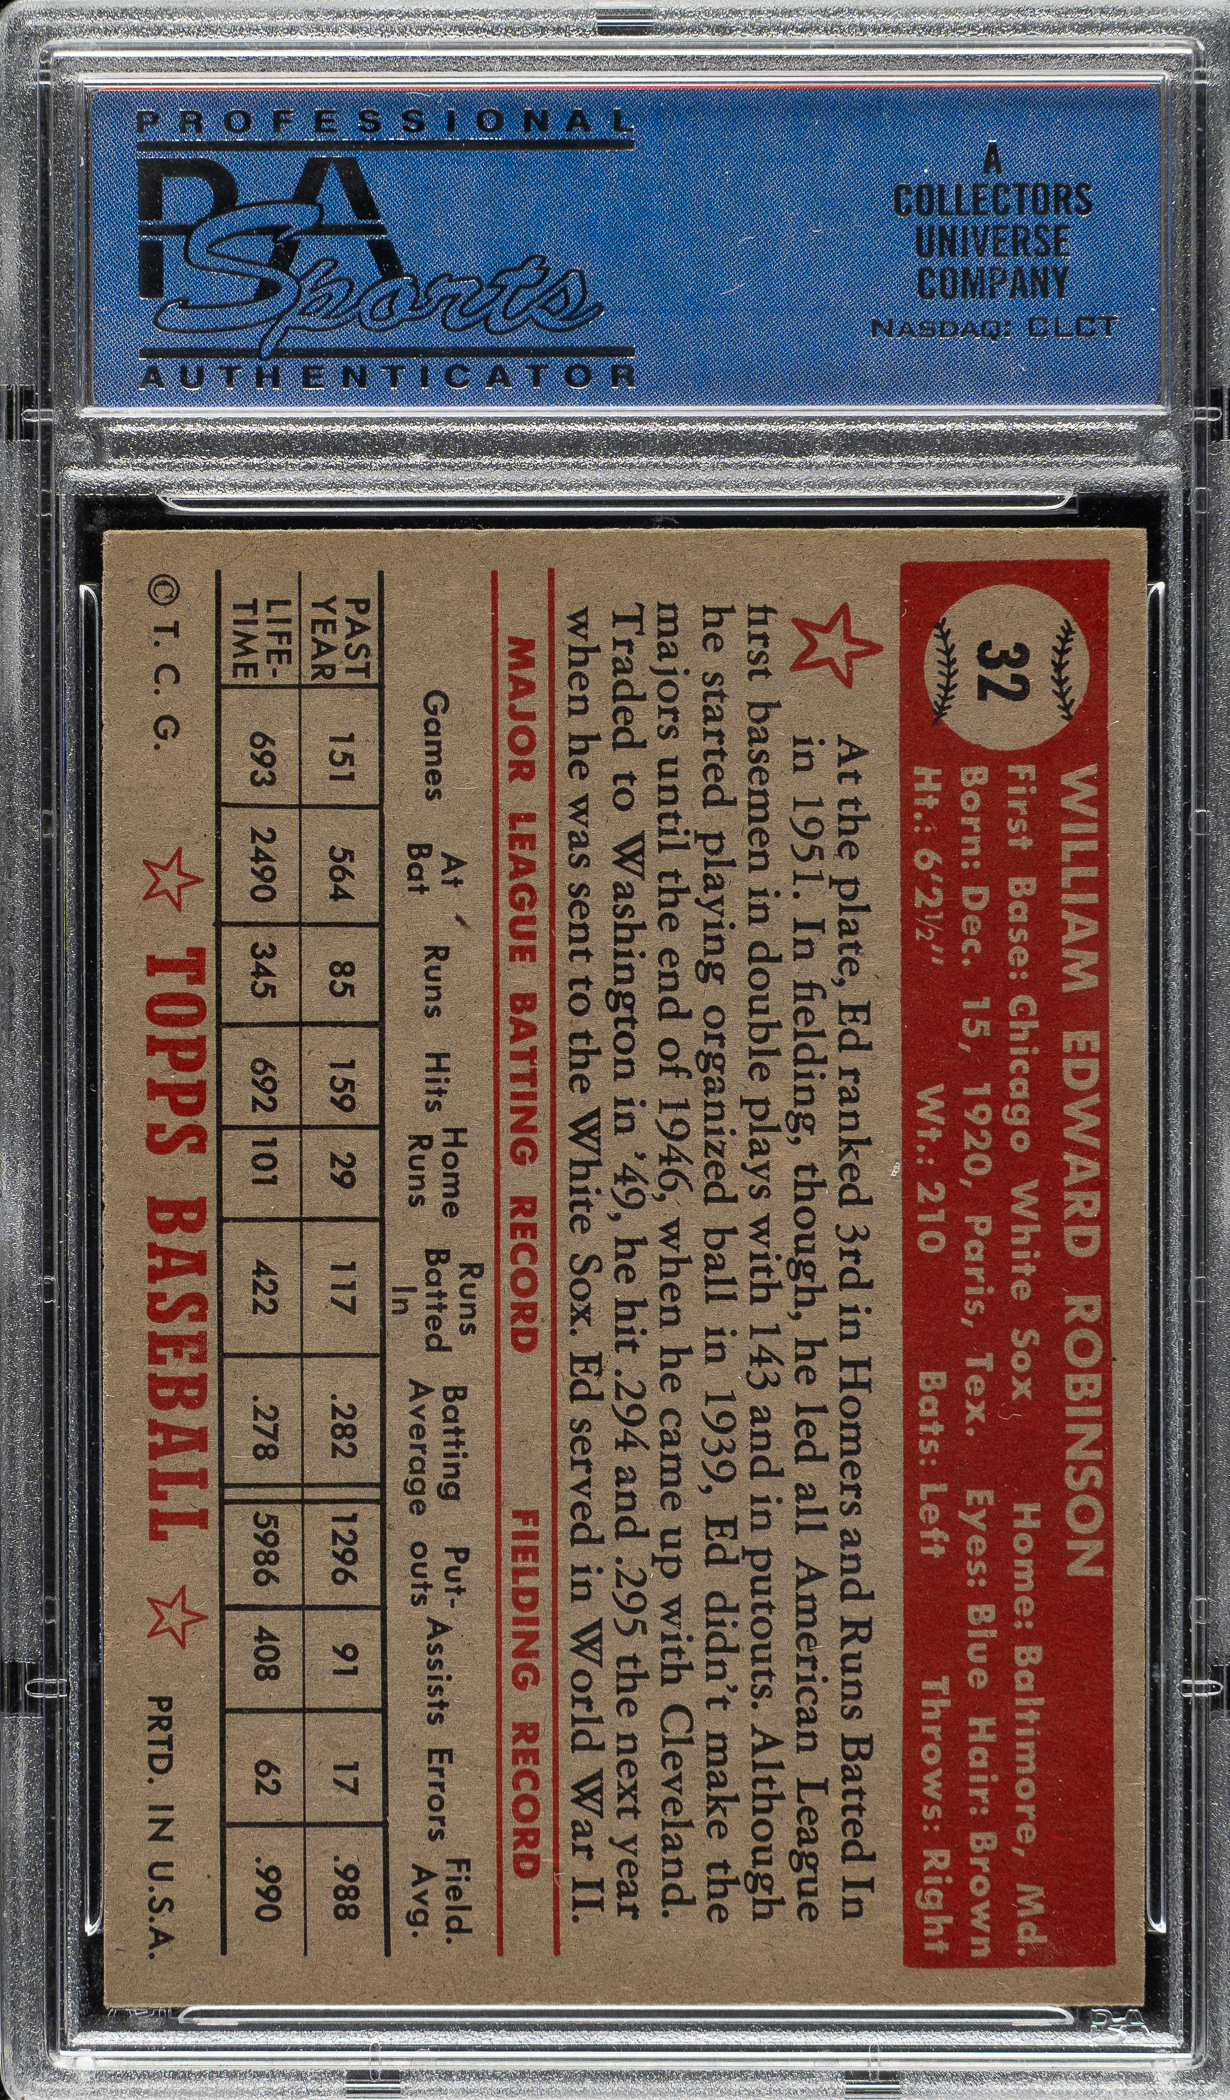 PROFESSIONAL
PSA
Sports
AUTHENTICATOR
A
COLLECTORS
UNIVERSE
COMPANY
NASDAQ: CLCT
32
WILLIAM EDWARD ROBINSON
First Base: Chicago White Sox Home: Baltimore, Md.
Born: Dec. 15, 1920, Paris, Tex. Eyes: Blue Hair: Brown
Ht.: 6'2½" Wt.: 210 Bats: Left Throws: Right
At the plate, Ed ranked 3rd in Homers and Runs Batted In
in 1951. In fielding, though, he led all American League
first basemen in double plays with 143 and in putouts. Although
he started playing organized ball in 1939, Ed didn't make the
majors until the end of 1946, when he came up with Cleveland.
Traded to Washington in '49, he hit .294 and .295 the next year
when he was sent to the White Sox. Ed served in World War II.
MAJOR LEAGUE BATTING RECORD FIELDING RECORD
Games At Bat Runs Hits Home Runs Runs Batted In Batting Average Put-outs Assists Errors Field. Avg.
PAST YEAR 151 564 85 159 29 117 .282 1296 91 17 .988
LIFE-TIME 693 2490 345 692 101 422 .278 5986 408 62 .990
© T. C. G. TOPPS BASEBALL PRTD. IN U.S.A.
PSA